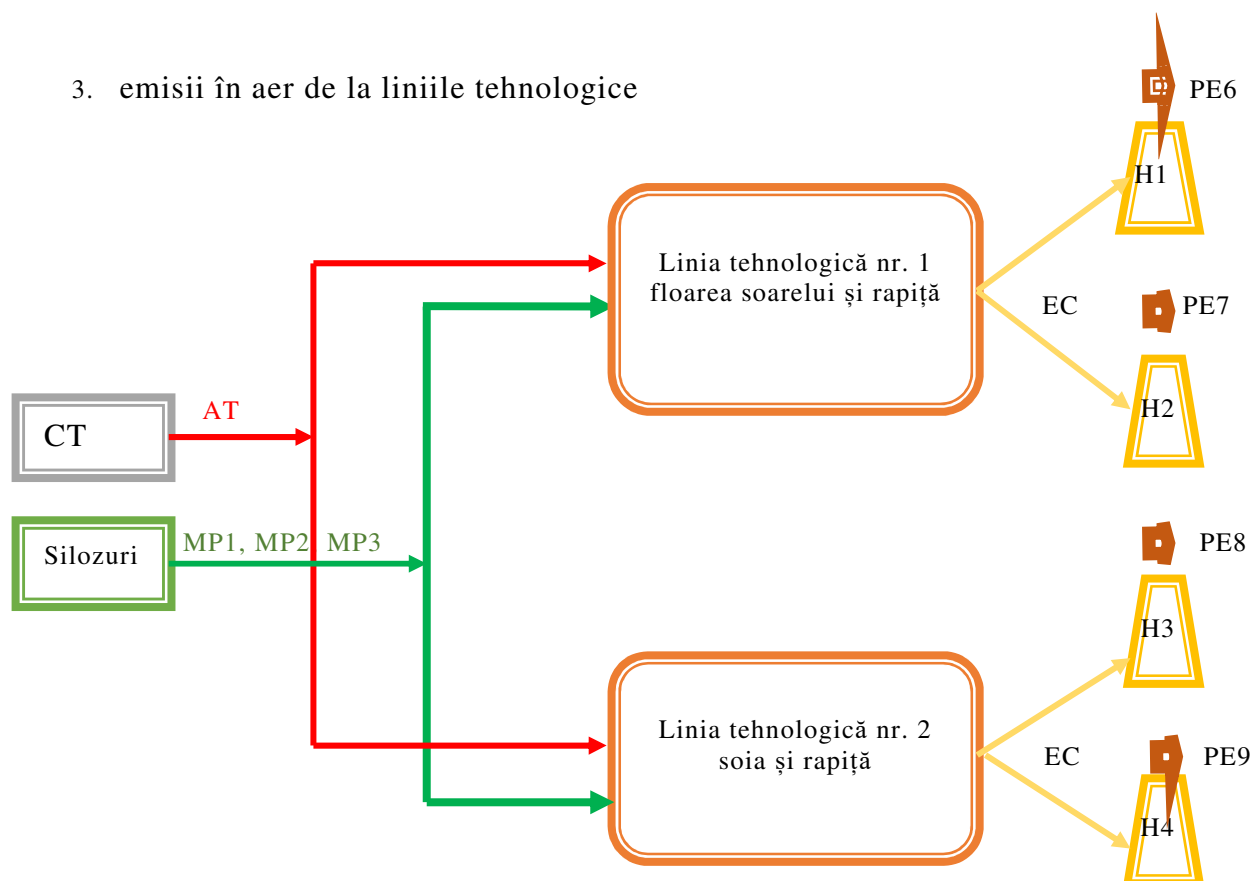 3. emisii în aer de la liniile tehnologice
PE6
H1
Linia tehnologică nr. 1
floarea soarelui și rapiță
EC
PE7
H2
AT
CT
MP1, MP2, MP3
Silozuri
PE8
H3
Linia tehnologică nr. 2
soia și rapiță
EC
PE9
H4